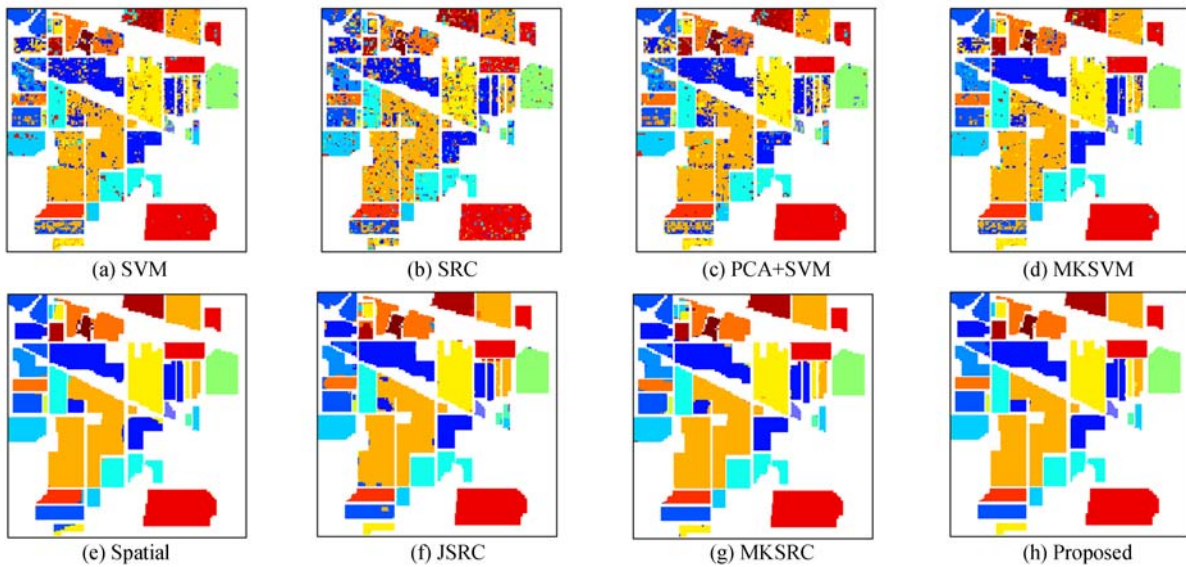 (a) SVM
(b) SRC
(c) PCA+SVM
(d) MKSVM
(e) Spatial
(f) JSRC
(g) MKSRC
(h) Proposed